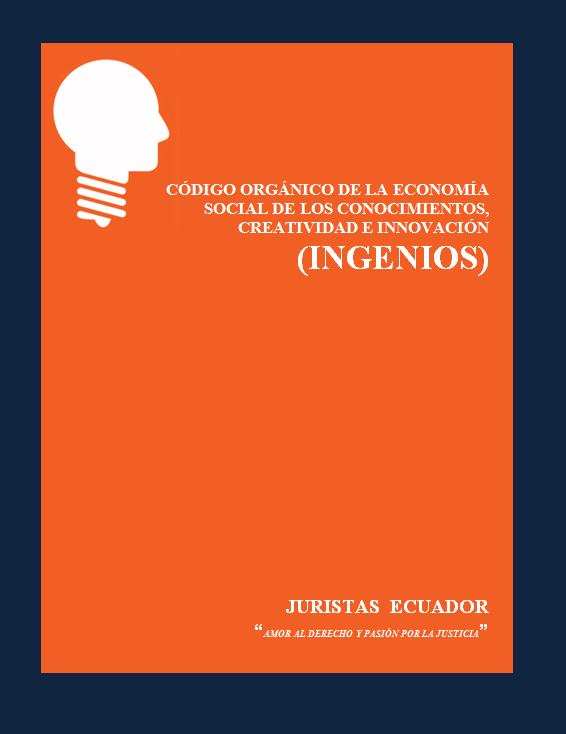 CÓDIGO ORGÁNICO DE LA ECONOMÍA
SOCIAL DE LOS CONOCIMIENTOS,
CREATIVIDAD E INNOVACIÓN
(INGENIOS)
JURISTAS ECUADOR
“AMOR AL DERECHO Y PASIÓN POR LA JUSTICIA”